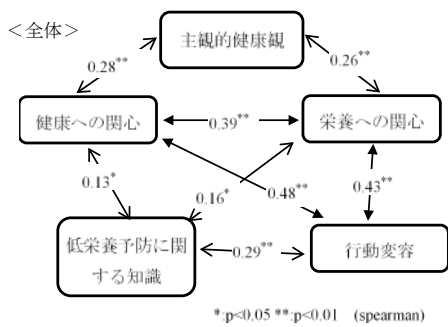 ＜全体＞
主観的健康観
0.28**
0.26**
健康への関心
0.39**
栄養への関心
0.13*
0.16*
0.48**
0.43**
低栄養予防に関
する知識
0.29**
行動変容
*:p<0.05 **:p<0.01 (spearman)